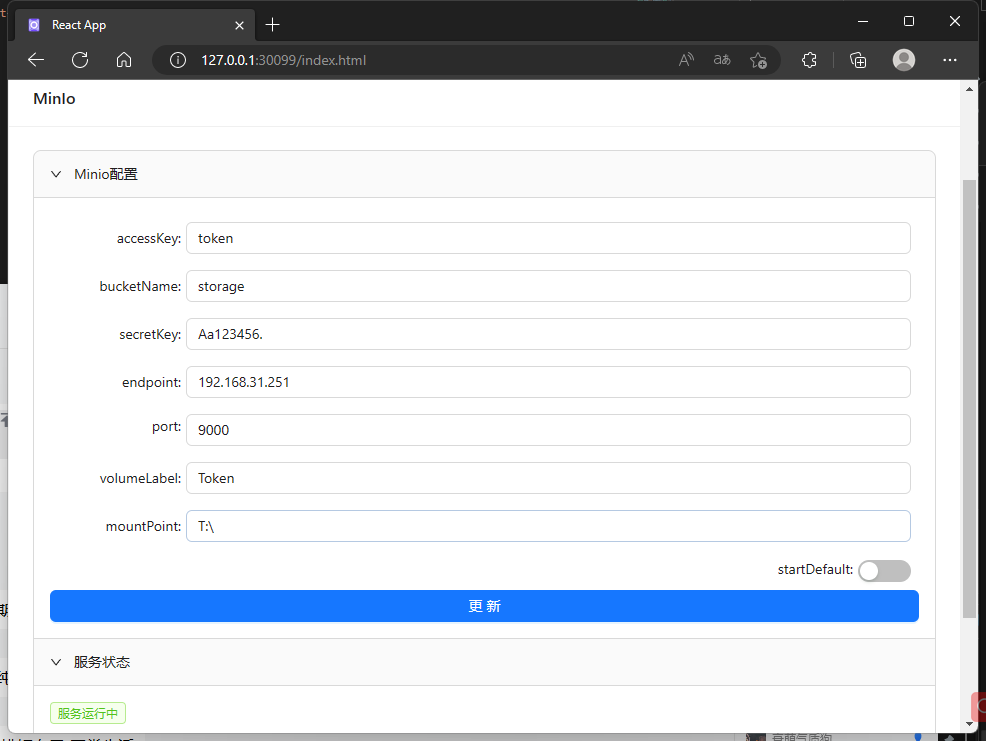 React App
127.0.0.1:30099/index.html
MinIo
Minio配置
accessKey: token
bucketName: storage
secretKey: Aa123456.
endpoint: 192.168.31.251
port: 9000
volumeLabel: Token
mountPoint: T:\
startDefault:
更 新
服务状态
服务运行中